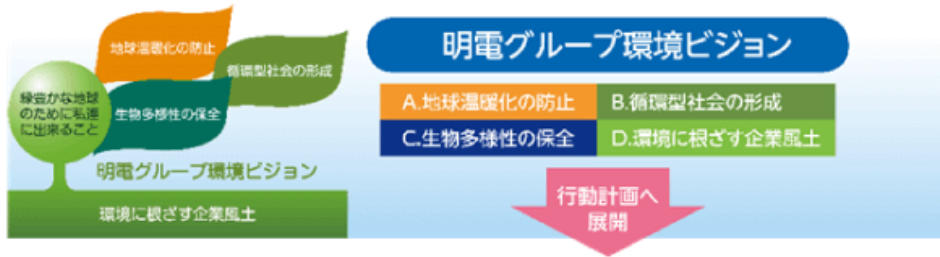 地球温暖化の防止
循環型社会の形成
緑豊かな地球
のために私達
に出来ること
生物多様性の保全
明電グループ環境ビジョン
環境に根ざす企業風土
明電グループ環境ビジョン
A.地球温暖化の防止
B.循環型社会の形成
C.生物多様性の保全
D.環境に根ざす企業風土
行動計画へ
展開